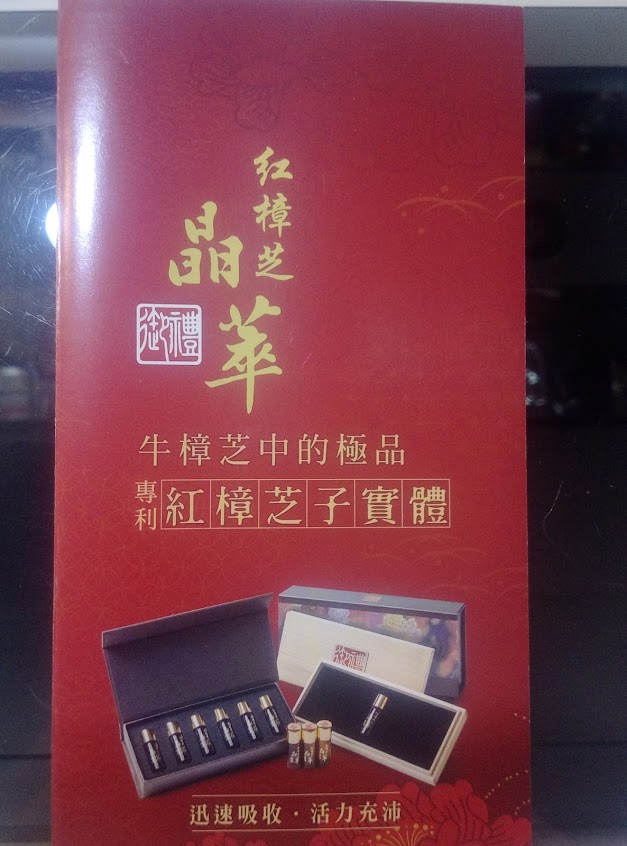 紅樟芝
晶萃
牛樟芝中的極品
專利紅樟芝子實體
迅速吸收・活力充沛